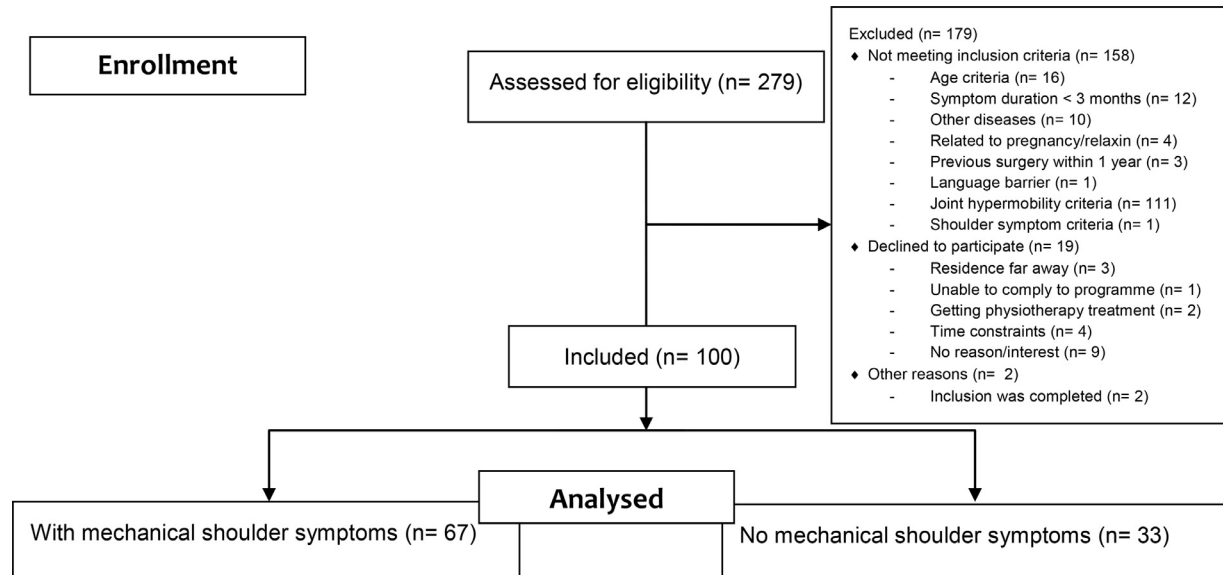 Enrollment
Assessed for eligibility (n= 279)
Excluded (n= 179)
♦ Not meeting inclusion criteria (n= 158)
- Age criteria (n= 16)
- Symptom duration < 3 months (n= 12)
- Other diseases (n= 10)
- Related to pregnancy/relaxin (n= 4)
- Previous surgery within 1 year (n= 3)
- Language barrier (n= 1)
- Joint hypermobility criteria (n= 111)
- Shoulder symptom criteria (n= 1)
♦ Declined to participate (n= 19)
- Residence far away (n= 3)
- Unable to comply to programme (n= 1)
- Getting physiotherapy treatment (n= 2)
- Time constraints (n= 4)
- No reason/interest (n= 9)
♦ Other reasons (n= 2)
- Inclusion was completed (n= 2)
Included (n= 100)
Analysed
With mechanical shoulder symptoms (n= 67)
No mechanical shoulder symptoms (n= 33)